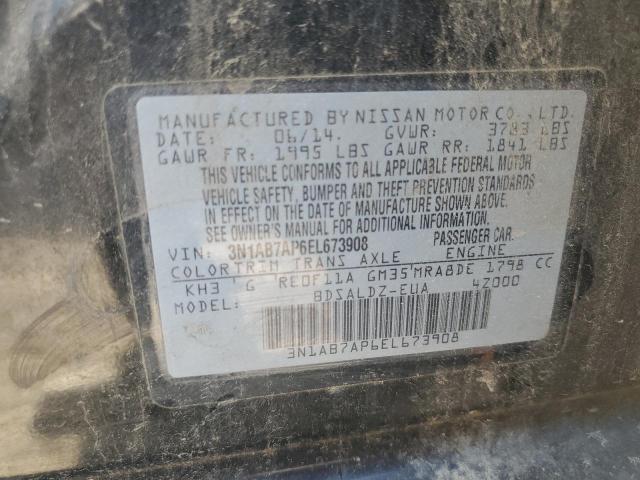 MANUFACTURED BY NISSAN MOTOR CO., LTD.
DATE: 06/14. GVWR: 3783 LBS
GAWR FR: 1995 LBS GAWR RR: 1841 LBS
THIS VEHICLE CONFORMS TO ALL APPLICABLE FEDERAL MOTOR
VEHICLE SAFETY, BUMPER AND THEFT PREVENTION STANDARDS
IN EFFECT ON THE DATE OF MANUFACTURE SHOWN ABOVE.
SEE OWNER'S MANUAL FOR ADDITIONAL INFORMATION.
VIN: 3N1AB7AP6EL673908 PASSENGER CAR.
COLOR TRIM TRANS AXLE ENGINE
KH3 G RE0F11A GM35 MRA8DE 1798 CC
MODEL: BDSALDZ-EUA 4Z000
3N1AB7AP6EL673908